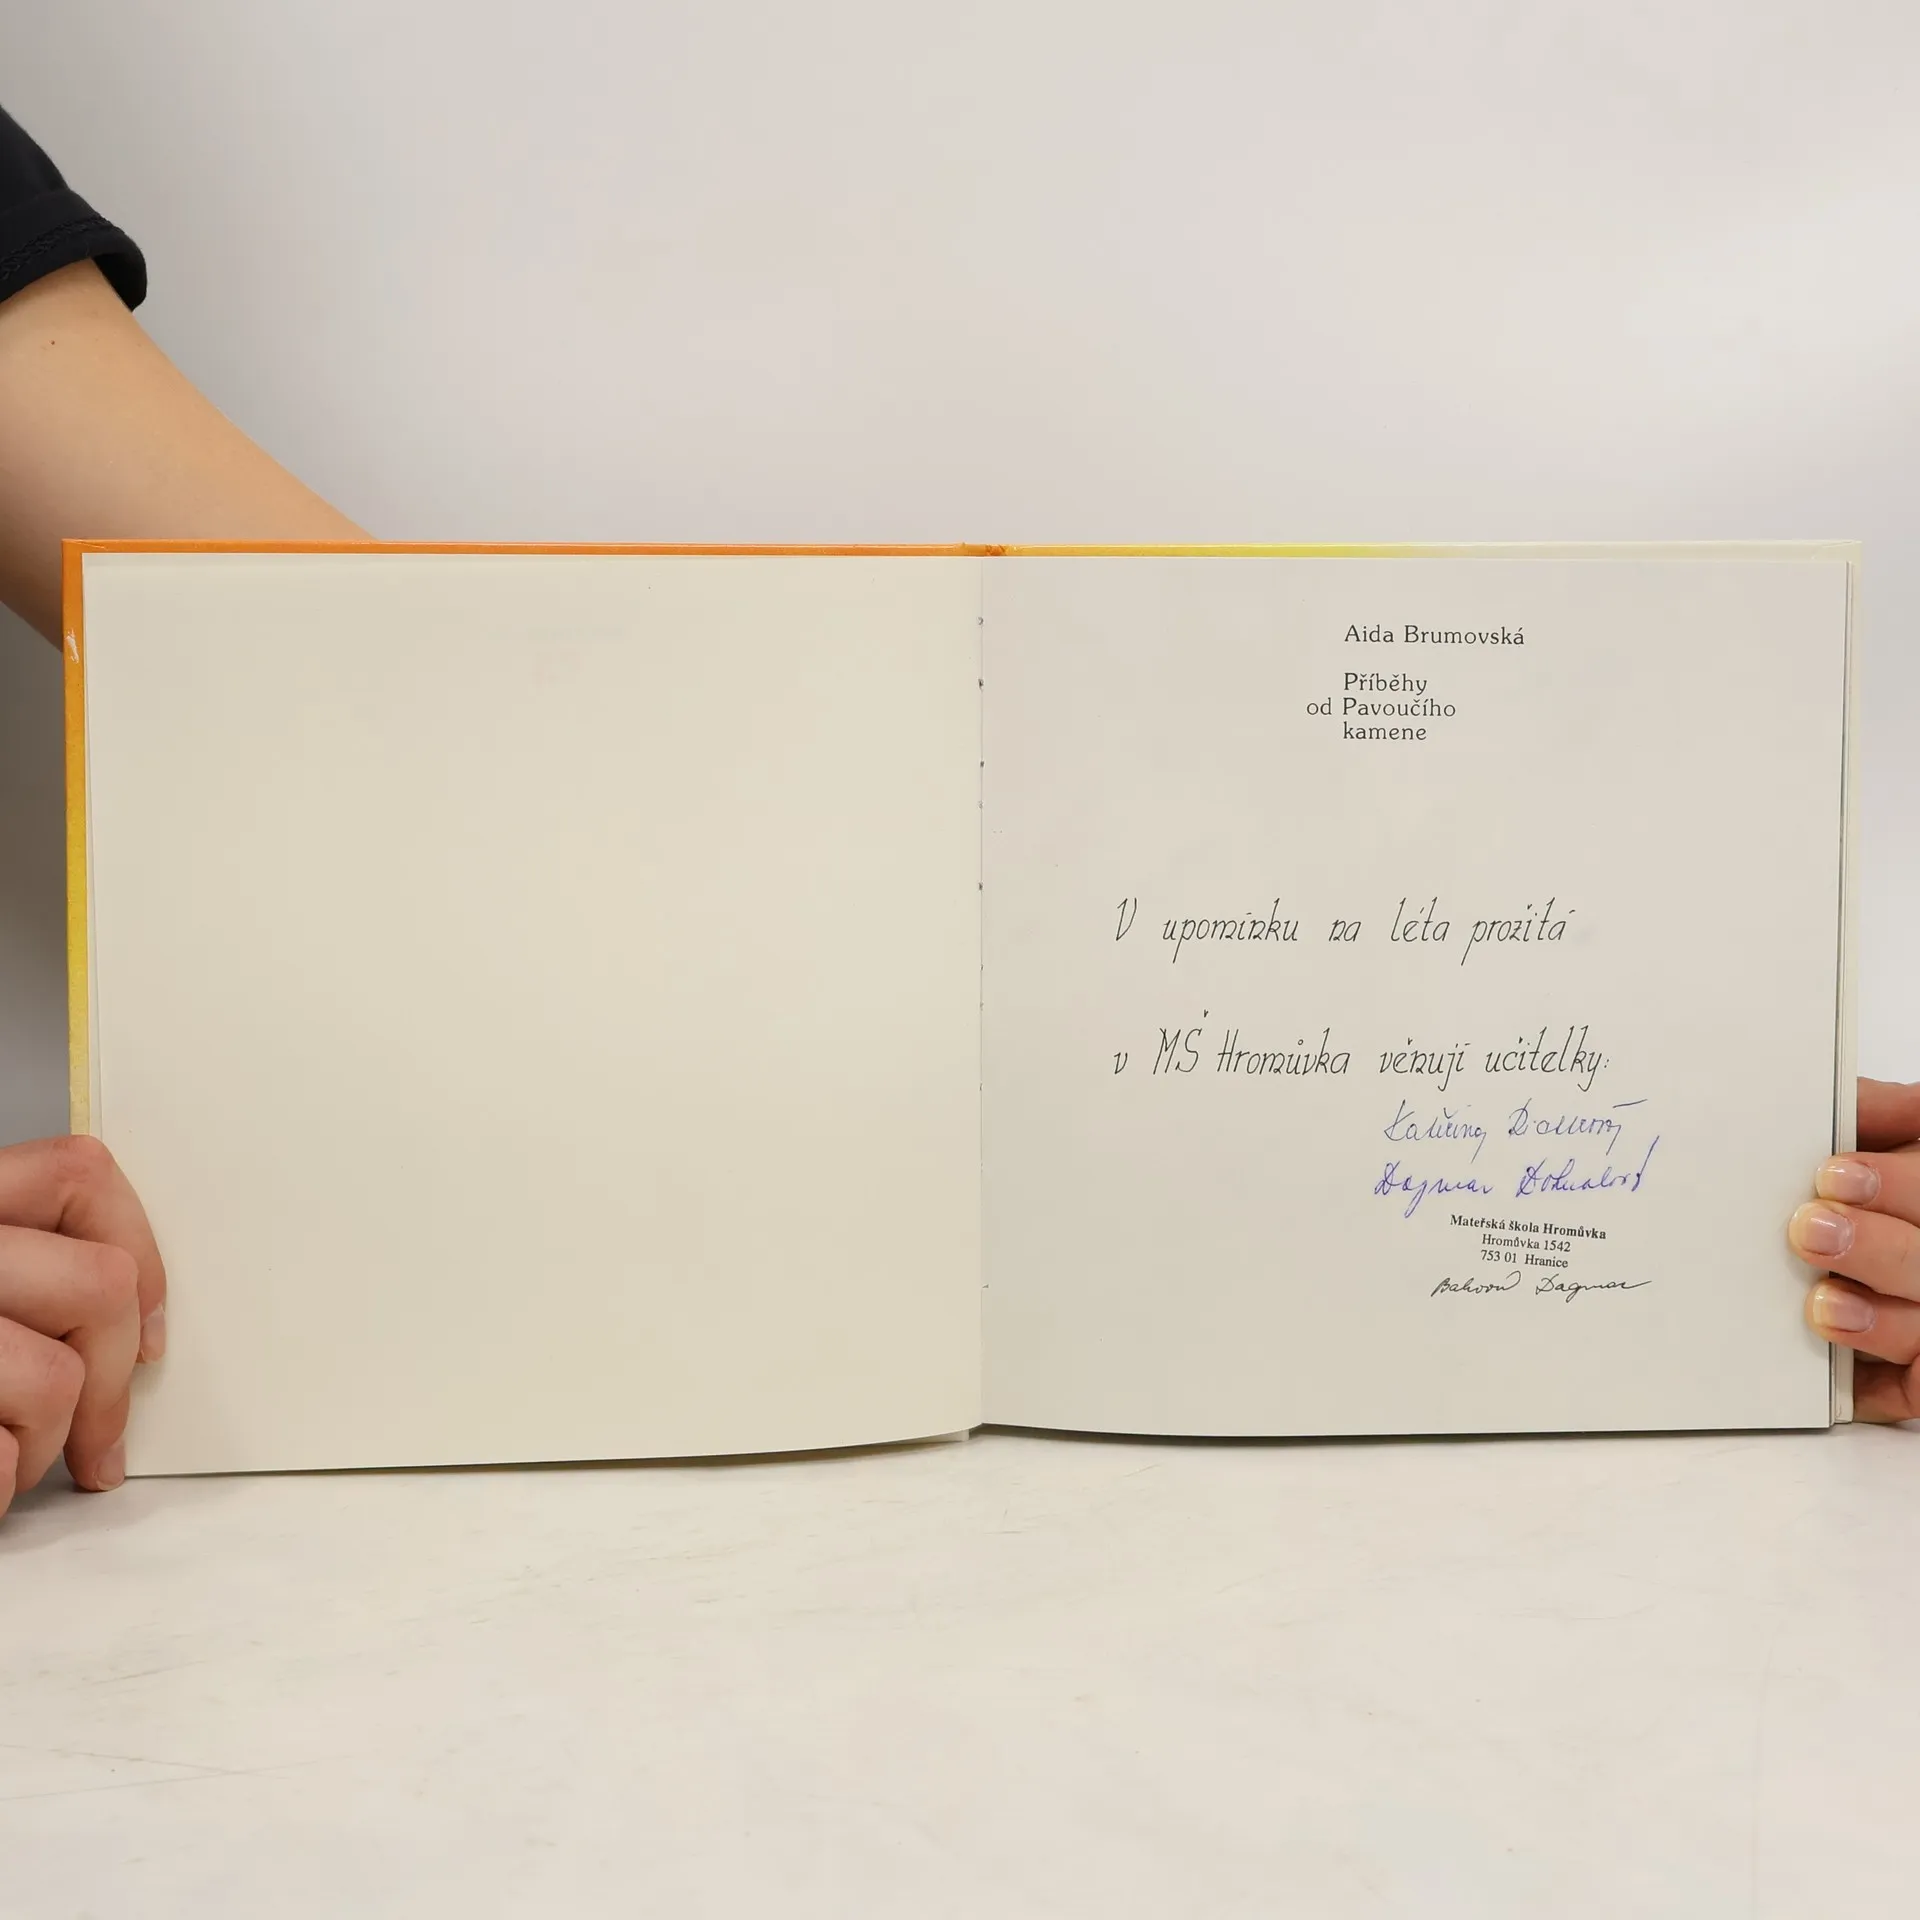 Aida Brumovská
Příběhy
od Pavoučího
kamene
V upomínku na léta prožitá
v MŠ Hromůvka věnují učitelky:
Kateřina
Dagmar
Mateřská škola Hromůvka
Hromůvka 1542
753 01 Hranice
Dagmar